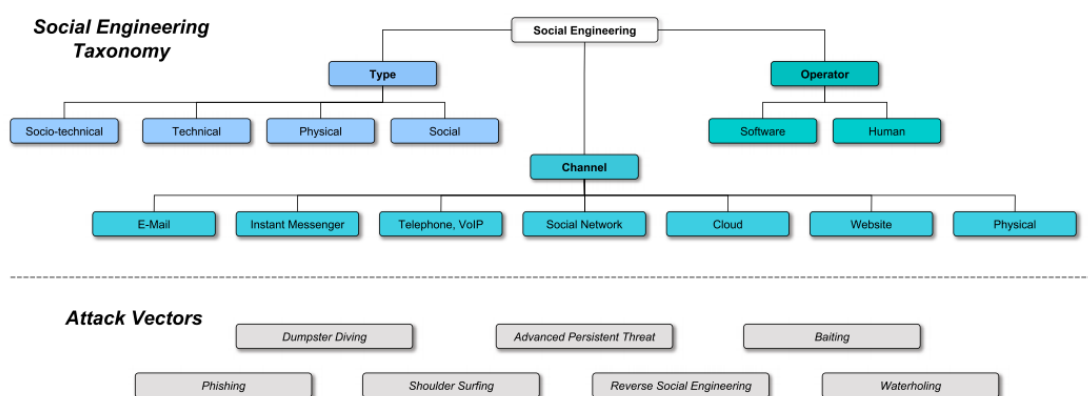 Social Engineering
Taxonomy
Social Engineering
Type
Operator
Socio-technical
Technical
Physical
Social
Software
Human
Channel
E-Mail
Instant Messenger
Telephone, VoIP
Social Network
Cloud
Website
Physical
Attack Vectors
Dumpster Diving
Advanced Persistent Threat
Baiting
Phishing
Shoulder Surfing
Reverse Social Engineering
Waterholing